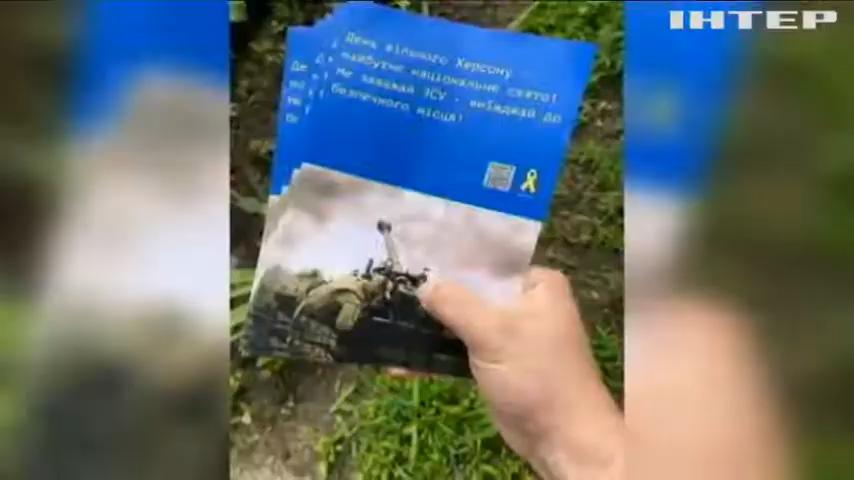 ІНТЕР
День вільного Херсону
майбутнє національне свято!
Не заважай ЗСУ - виїжджай до
безпечного місця!